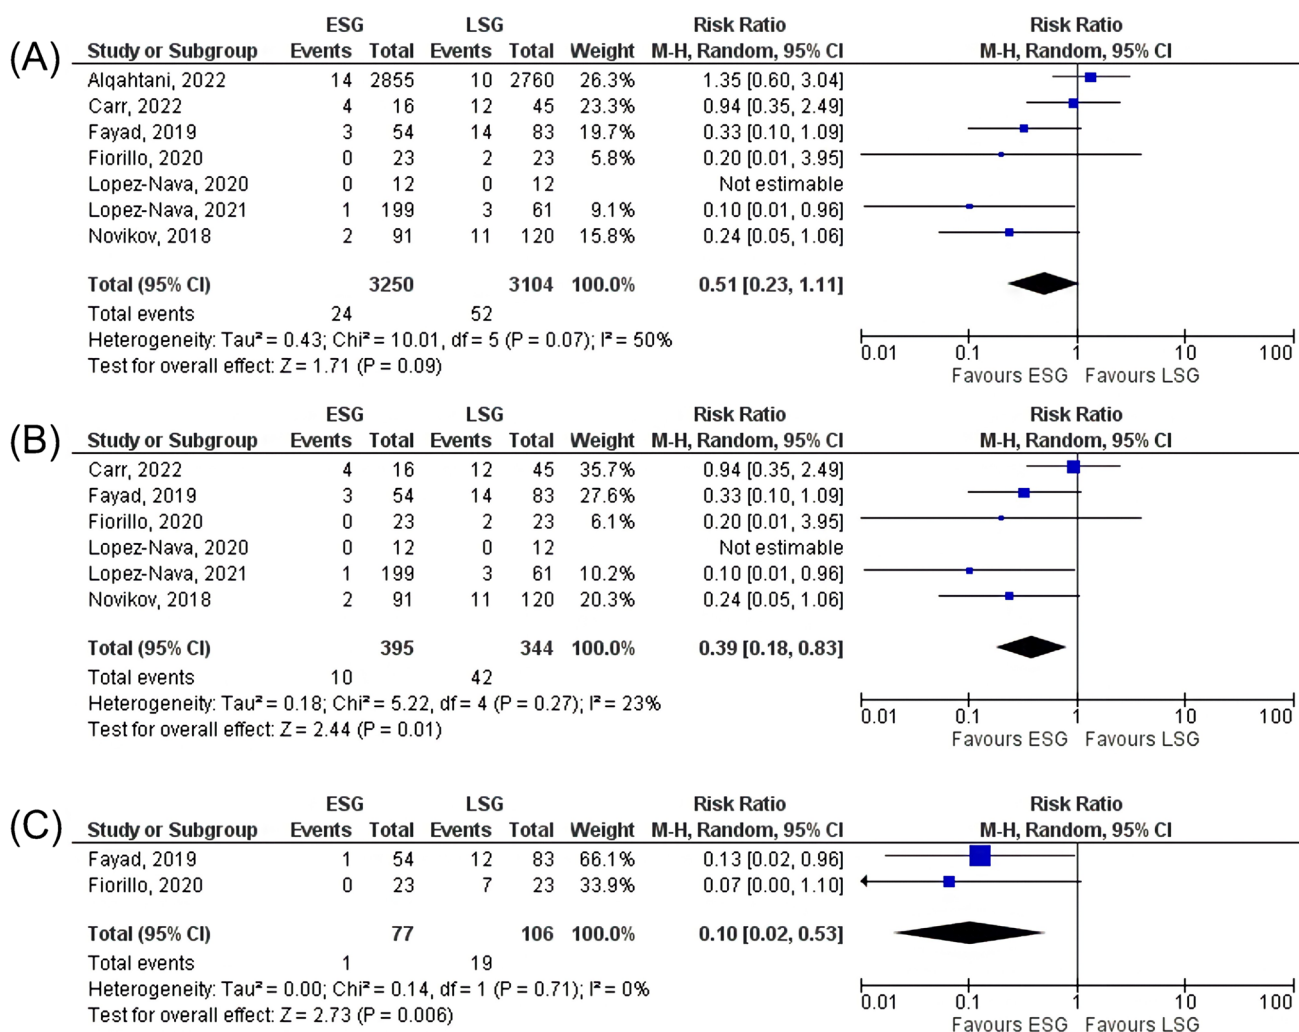 (A)
ESG LSG Risk Ratio Risk Ratio
Study or Subgroup Events Total Events Total Weight M-H, Random, 95% CI M-H, Random, 95% CI
Alqahtani, 2022 14 2855 10 2760 26.3% 1.35 [0.60, 3.04]
Carr, 2022 4 16 12 45 23.3% 0.94 [0.35, 2.49]
Fayad, 2019 3 54 14 83 19.7% 0.33 [0.10, 1.09]
Fiorillo, 2020 0 23 2 23 5.8% 0.20 [0.01, 3.95]
Lopez-Nava, 2020 0 12 0 12 Not estimable
Lopez-Nava, 2021 1 199 3 61 9.1% 0.10 [0.01, 0.96]
Novikov, 2018 2 91 11 120 15.8% 0.24 [0.05, 1.06]
Total (95% CI) 3250 3104 100.0% 0.51 [0.23, 1.11]
Total events 24 52
Heterogeneity: Tau² = 0.43; Chi² = 10.01, df = 5 (P = 0.07); I² = 50%
Test for overall effect: Z = 1.71 (P = 0.09)
0.01 0.1 1 10 100
Favours ESG Favours LSG
(B)
ESG LSG Risk Ratio Risk Ratio
Study or Subgroup Events Total Events Total Weight M-H, Random, 95% CI M-H, Random, 95% CI
Carr, 2022 4 16 12 45 35.7% 0.94 [0.35, 2.49]
Fayad, 2019 3 54 14 83 27.6% 0.33 [0.10, 1.09]
Fiorillo, 2020 0 23 2 23 6.1% 0.20 [0.01, 3.95]
Lopez-Nava, 2020 0 12 0 12 Not estimable
Lopez-Nava, 2021 1 199 3 61 10.2% 0.10 [0.01, 0.96]
Novikov, 2018 2 91 11 120 20.3% 0.24 [0.05, 1.06]
Total (95% CI) 395 344 100.0% 0.39 [0.18, 0.83]
Total events 10 42
Heterogeneity: Tau² = 0.18; Chi² = 5.22, df = 4 (P = 0.27); I² = 23%
Test for overall effect: Z = 2.44 (P = 0.01)
0.01 0.1 1 10 100
Favours ESG Favours LSG
(C)
ESG LSG Risk Ratio Risk Ratio
Study or Subgroup Events Total Events Total Weight M-H, Random, 95% CI M-H, Random, 95% CI
Fayad, 2019 1 54 12 83 66.1% 0.13 [0.02, 0.96]
Fiorillo, 2020 0 23 7 23 33.9% 0.07 [0.00, 1.10]
Total (95% CI) 77 106 100.0% 0.10 [0.02, 0.53]
Total events 1 19
Heterogeneity: Tau² = 0.00; Chi² = 0.14, df = 1 (P = 0.71); I² = 0%
Test for overall effect: Z = 2.73 (P = 0.006)
0.01 0.1 1 10 100
Favours ESG Favours LSG